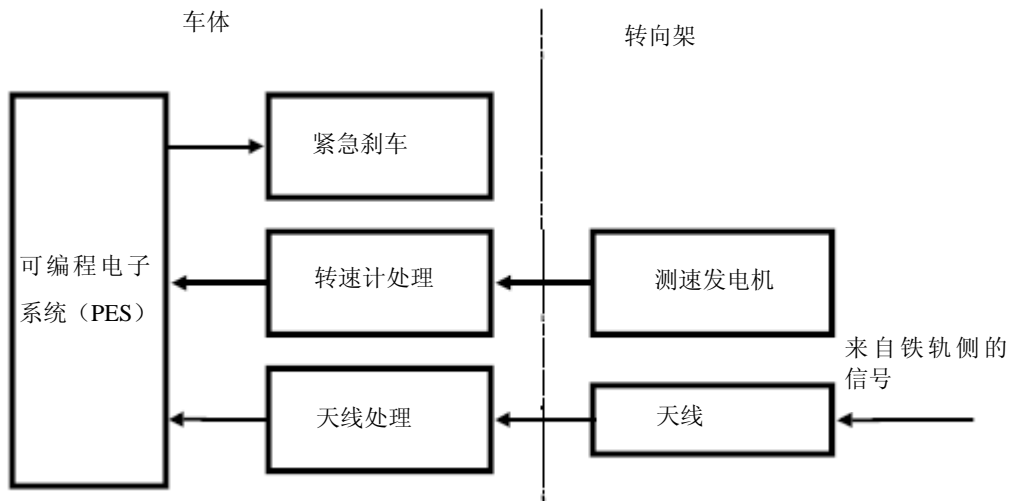 车体
转向架
紧急刹车
可编程电子
系统（PES）
转速计处理
测速发电机
来自铁轨侧的
信号
天线处理
天线